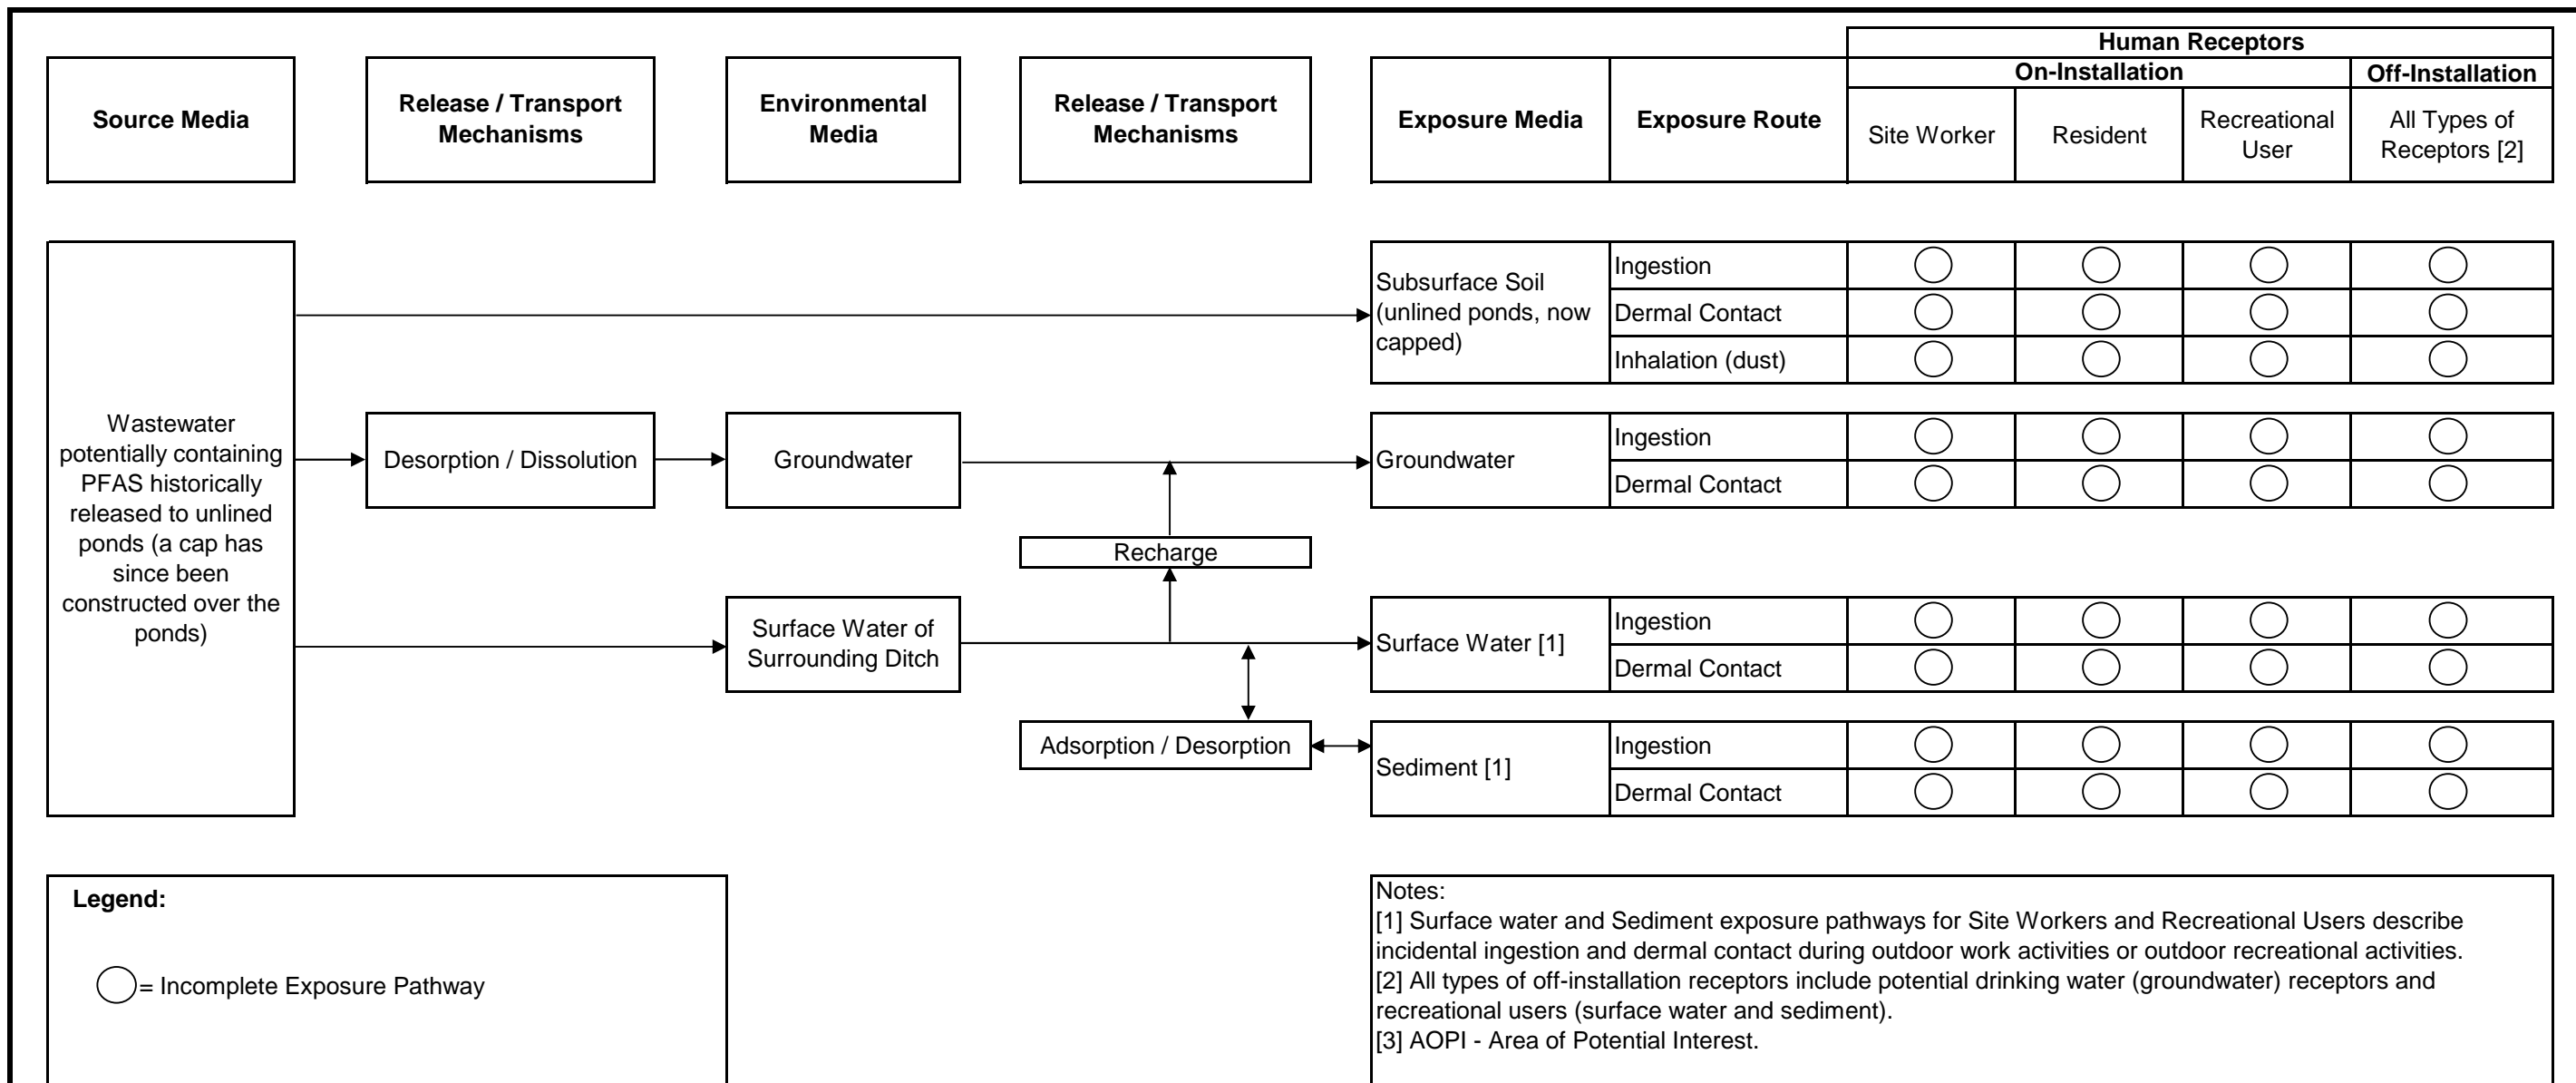 Human Receptors
On-Installation
Off-Installation
Source Media
Release / Transport
Mechanisms
Environmental
Media
Release / Transport
Mechanisms
Exposure Media
Exposure Route
Site Worker
Resident
Recreational
User
All Types of
Receptors [2]
Wastewater
potentially containing
PFAS historically
released to unlined
ponds (a cap has
since been
constructed over the
ponds)
Subsurface Soil
(unlined ponds, now
capped)
Ingestion
Dermal Contact
Inhalation (dust)
Desorption / Dissolution
Groundwater
Groundwater
Ingestion
Dermal Contact
Recharge
Surface Water of
Surrounding Ditch
Surface Water [1]
Ingestion
Dermal Contact
Adsorption / Desorption
Sediment [1]
Ingestion
Dermal Contact
Legend:
= Incomplete Exposure Pathway
Notes:
[1] Surface water and Sediment exposure pathways for Site Workers and Recreational Users describe
incidental ingestion and dermal contact during outdoor work activities or outdoor recreational activities.
[2] All types of off-installation receptors include potential drinking water (groundwater) receptors and
recreational users (surface water and sediment).
[3] AOPI - Area of Potential Interest.